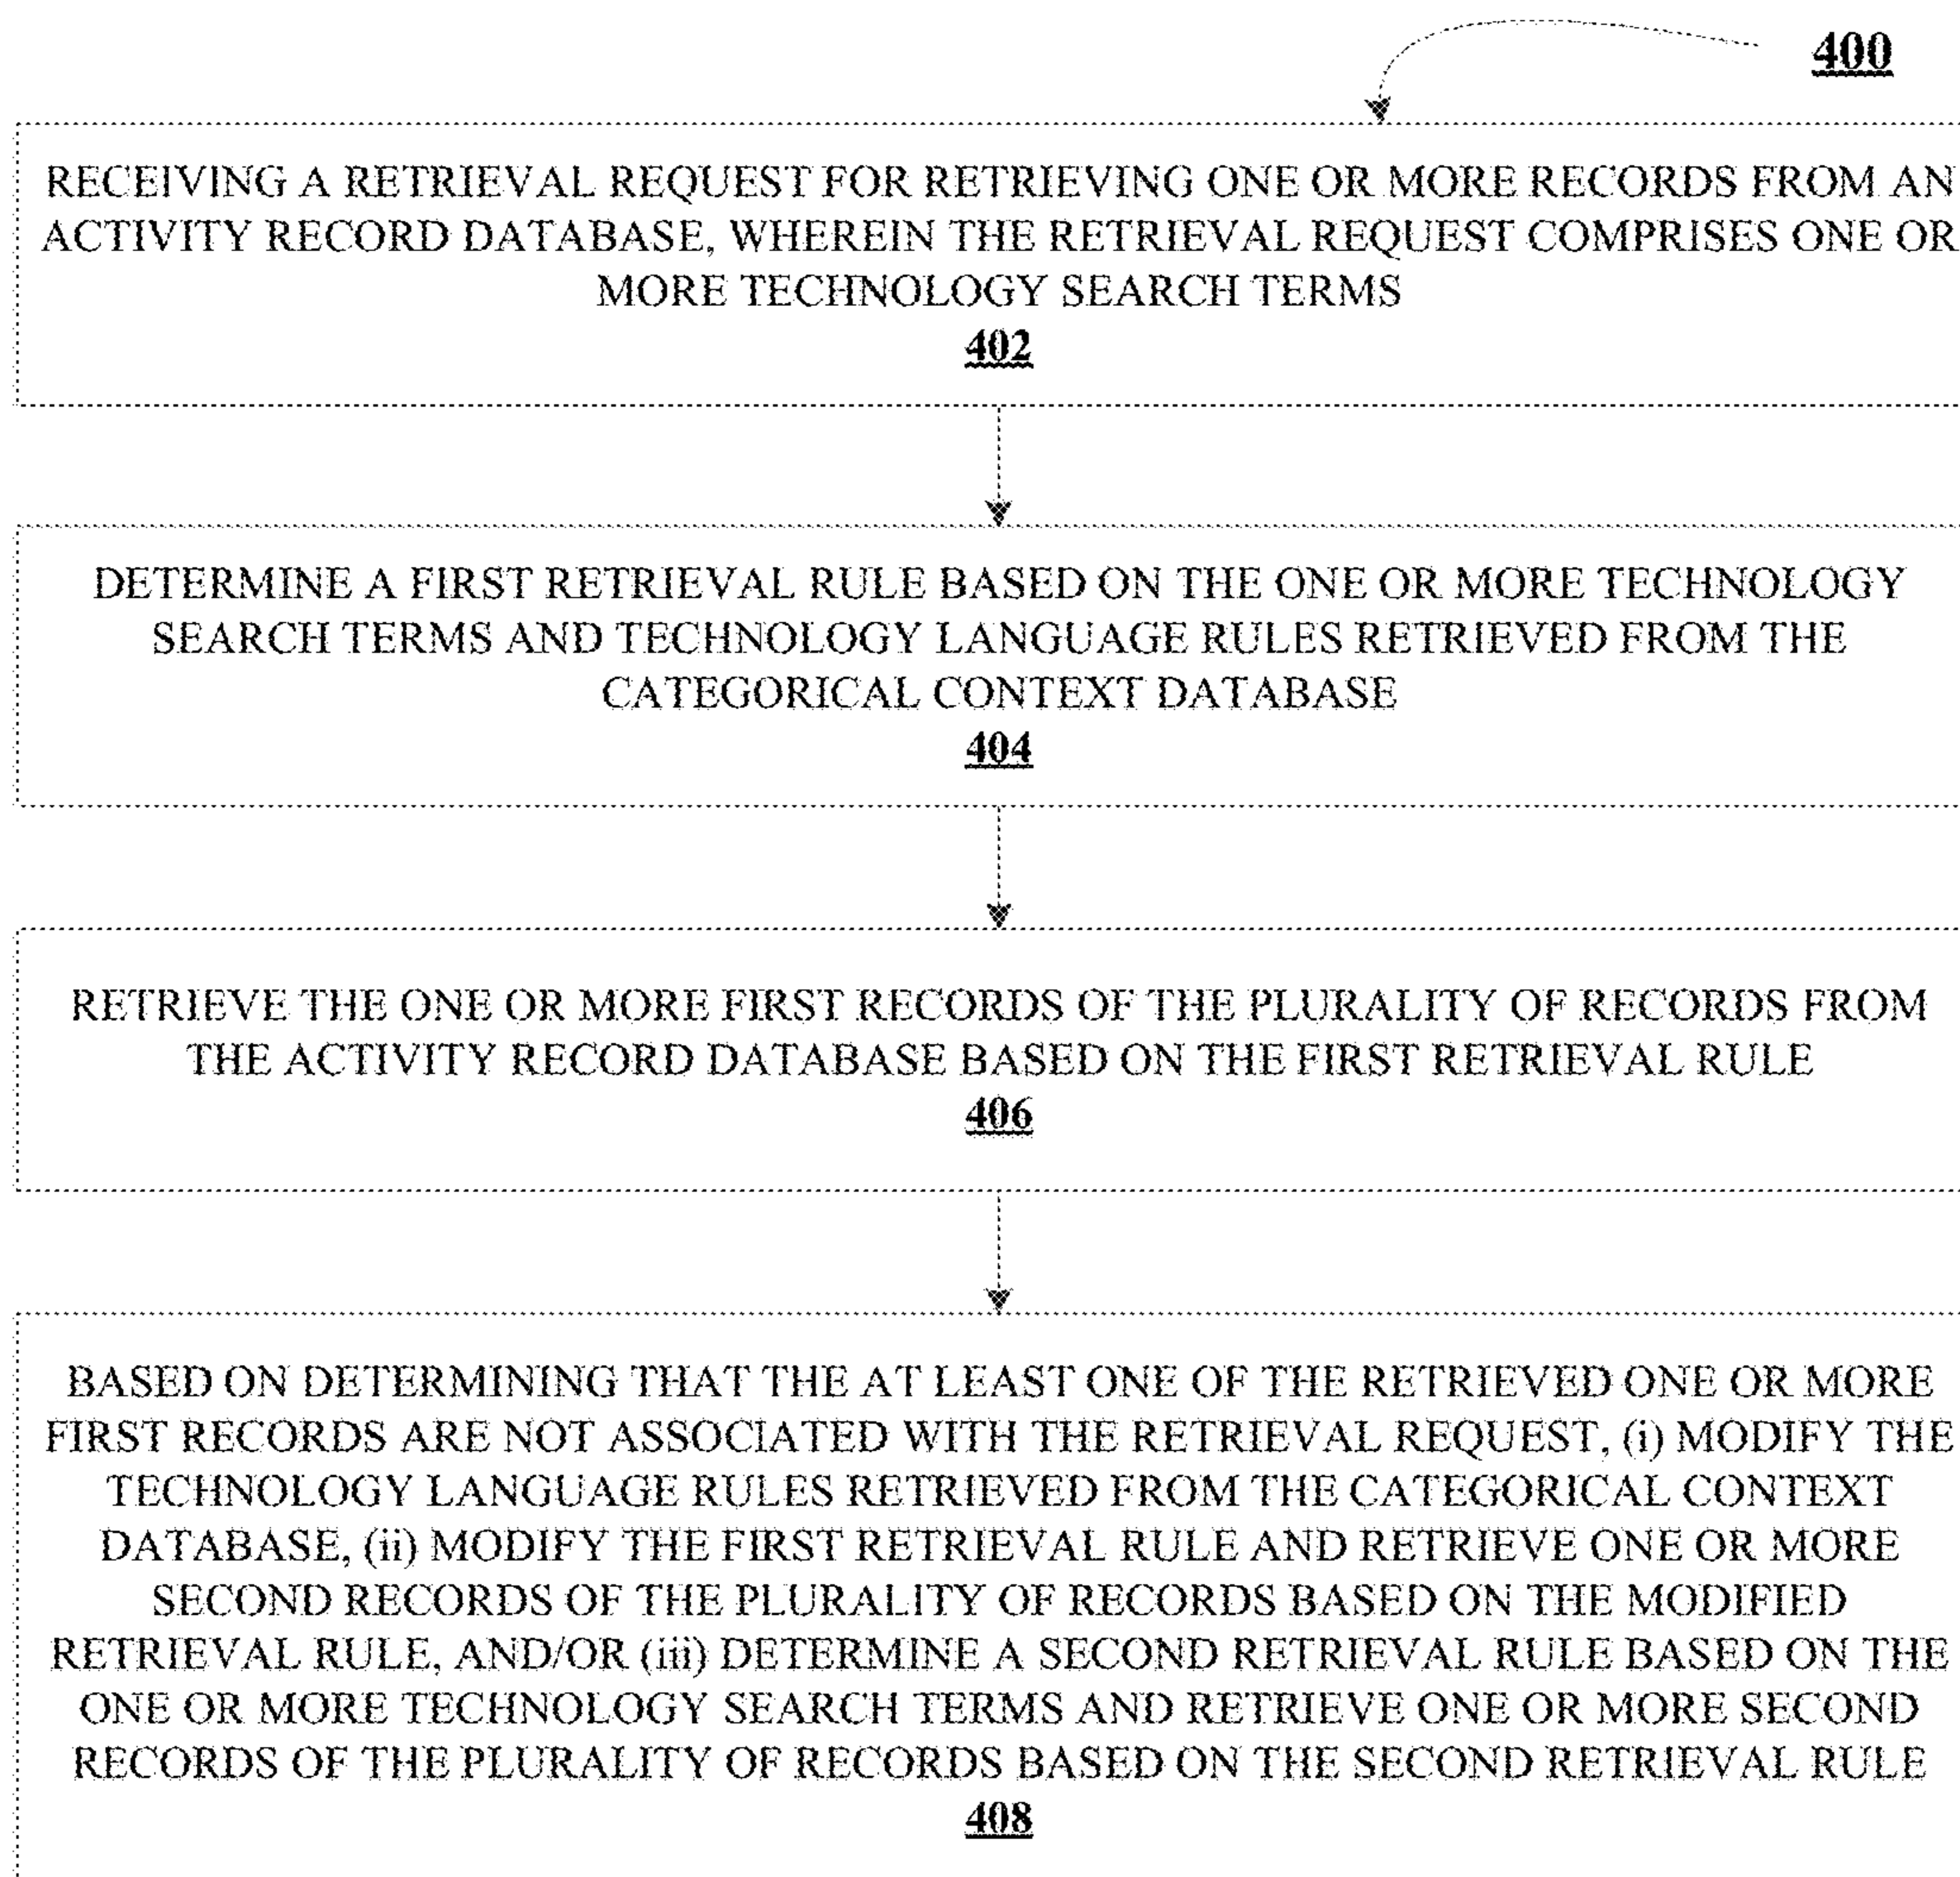 400
RECEIVING A RETRIEVAL REQUEST FOR RETRIEVING ONE OR MORE RECORDS FROM AN
ACTIVITY RECORD DATABASE, WHEREIN THE RETRIEVAL REQUEST COMPRISES ONE OR
MORE TECHNOLOGY SEARCH TERMS
402
DETERMINE A FIRST RETRIEVAL RULE BASED ON THE ONE OR MORE TECHNOLOGY
SEARCH TERMS AND TECHNOLOGY LANGUAGE RULES RETRIEVED FROM THE
CATEGORICAL CONTEXT DATABASE
404
RETRIEVE THE ONE OR MORE FIRST RECORDS OF THE PLURALITY OF RECORDS FROM
THE ACTIVITY RECORD DATABASE BASED ON THE FIRST RETRIEVAL RULE
406
BASED ON DETERMINING THAT THE AT LEAST ONE OF THE RETRIEVED ONE OR MORE
FIRST RECORDS ARE NOT ASSOCIATED WITH THE RETRIEVAL REQUEST, (i) MODIFY THE
TECHNOLOGY LANGUAGE RULES RETRIEVED FROM THE CATEGORICAL CONTEXT
DATABASE, (ii) MODIFY THE FIRST RETRIEVAL RULE AND RETRIEVE ONE OR MORE
SECOND RECORDS OF THE PLURALITY OF RECORDS BASED ON THE MODIFIED
RETRIEVAL RULE, AND/OR (iii) DETERMINE A SECOND RETRIEVAL RULE BASED ON THE
ONE OR MORE TECHNOLOGY SEARCH TERMS AND RETRIEVE ONE OR MORE SECOND
RECORDS OF THE PLURALITY OF RECORDS BASED ON THE SECOND RETRIEVAL RULE
408